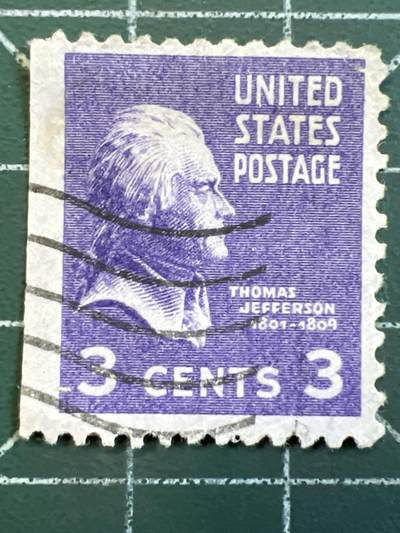 UNITED
STATES
POSTAGE
THOMAS
JEFFERSON
1801-1809
3 CENTS 3